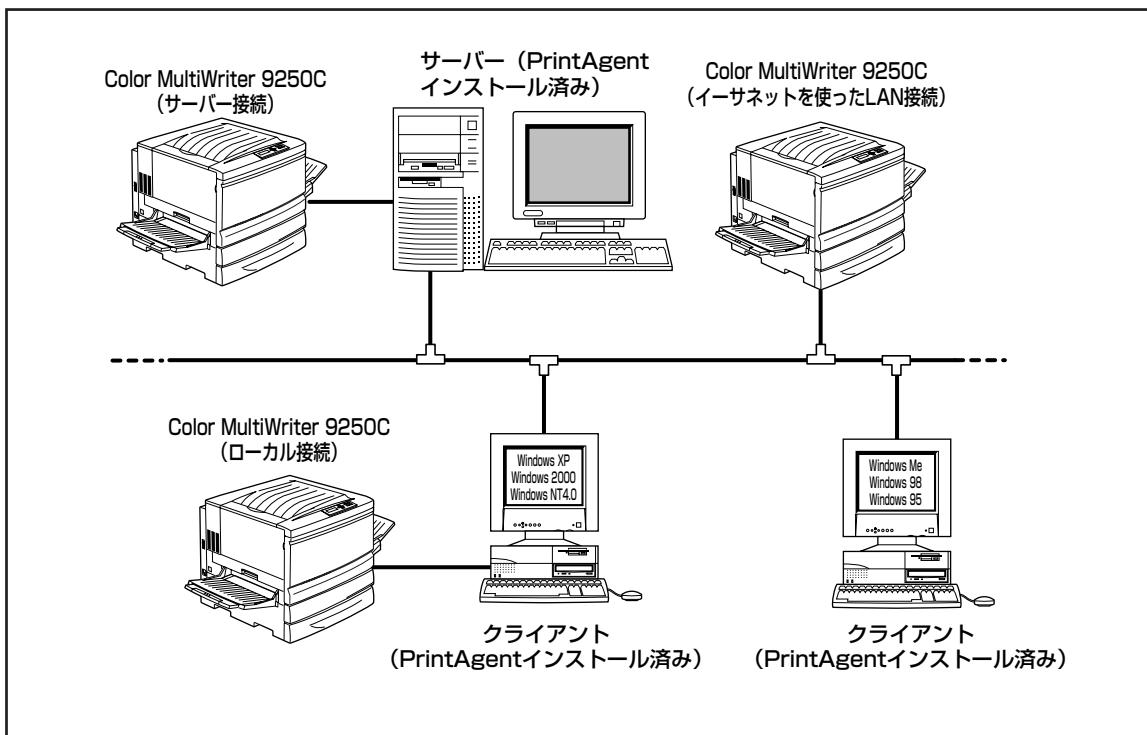 Color MultiWriter 9250C
（サーバー接続）
サーバー（PrintAgent
インストール済み）
Color MultiWriter 9250C
（イーサネットを使ったLAN接続）
Color MultiWriter 9250C
（ローカル接続）
Windows XP
Windows 2000
Windows NT4.0
Windows Me
Windows 98
Windows 95
クライアント
（PrintAgentインストール済み）
クライアント
（PrintAgentインストール済み）